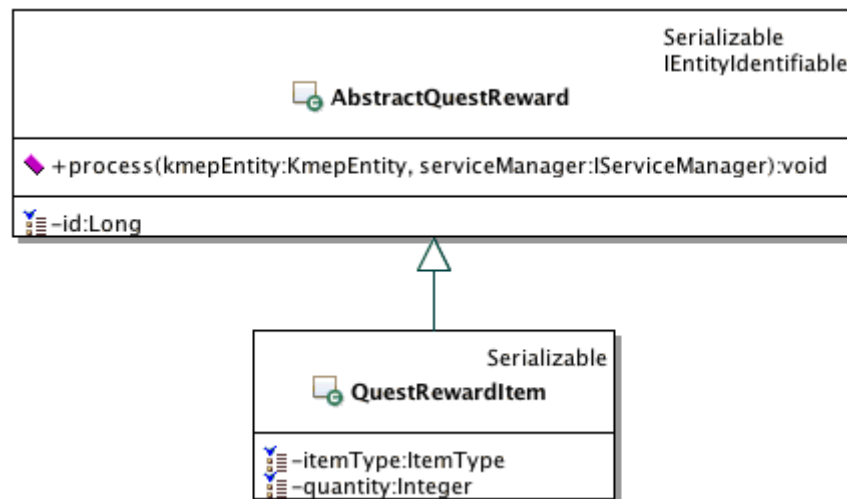 Serializable
IEntityIdentifiable
AbstractQuestReward
+process(kmepEntity:KmepEntity, serviceManager:IServiceManager):void
-id:Long
Serializable
QuestRewardItem
-itemType:ItemType
-quantity:Integer